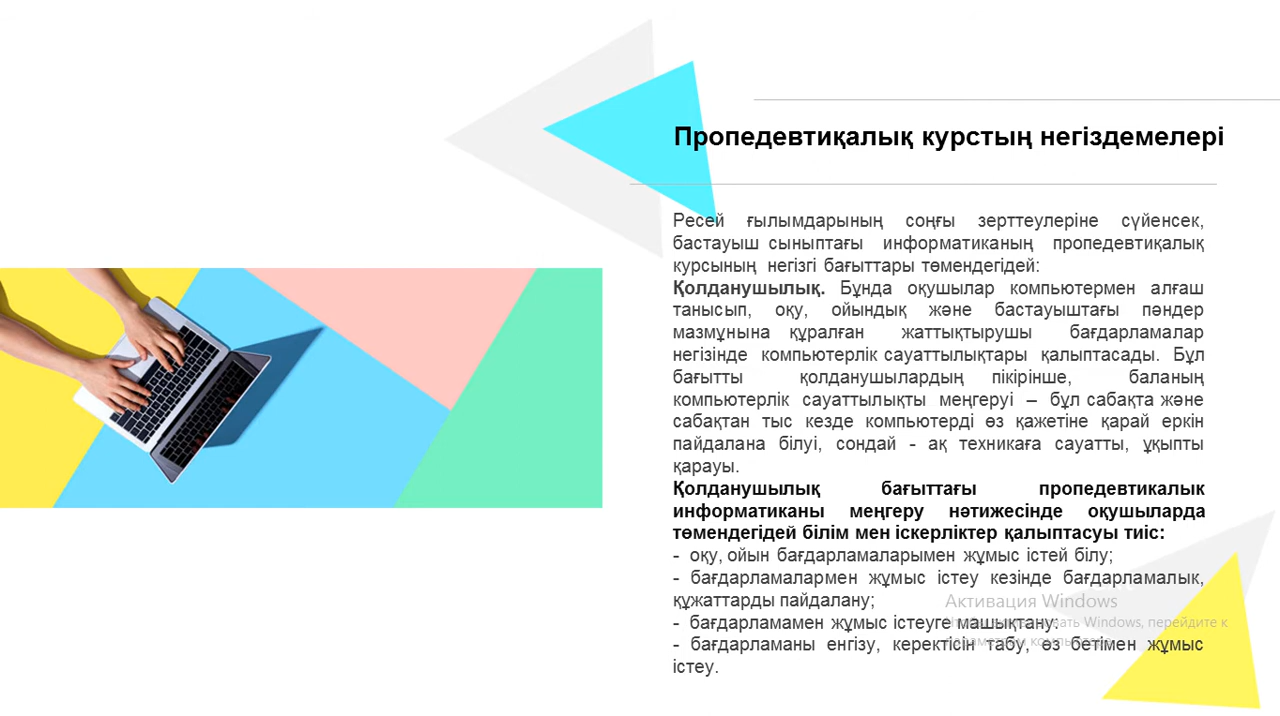 Пропедевтиқалық курстың негіздемелері
Ресей ғылымдарының соңғы зерттеулеріне сүйенсек,
бастауыш сыныптағы информатиканың пропедевтиқалық
курсының негізгі бағыттары төмендегідей:
Қолданушылық. Бұнда оқушылар компьютермен алғаш
танысып, оқу, ойындық және бастауыштағы пәндер
мазмұнына құралған жаттықтырушы бағдарламалар
негізінде компьютерлік сауаттылықтары қалыптасады. Бұл
бағытты қолданушылардың пікірінше, баланың
компьютерлік сауаттылықты меңгеруі – бұл сабақта және
сабақтан тыс кезде компьютерді өз қажетіне қарай еркін
пайдалана білуі, сондай - ақ техникаға сауатты, ұқыпты
қарауы.
Қолданушылық бағыттағы пропедевтикалык
информатиканы меңгеру нәтижесінде оқушыларда
төмендегідей білім мен іскерліктер қалыптасуы тиіс:
- оқу, ойын бағдарламаларымен жұмыс істей білу;
- бағдарламалармен жұмыс істеу кезінде бағдарламалык,
құжаттарды пайдалану;
- бағдарламамен жұмыс істеуге машықтану:
- бағдарламаны енгізу, керектісін табу, өз бетімен жұмыс
істеу.
Активация Windows
Чтобы активировать Windows, перейдите к
параметрам компьютера.